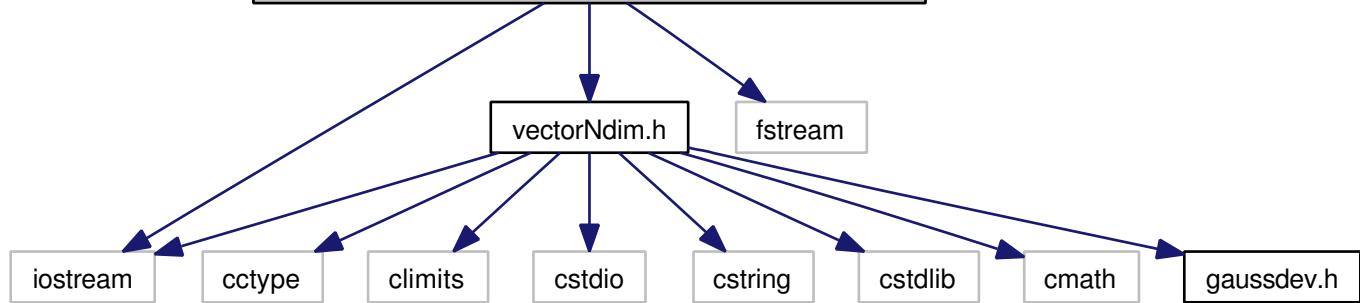 vectorNdim.h
fstream
iostream
cctype
climits
cstdio
cstring
cstdlib
cmath
gaussdev.h